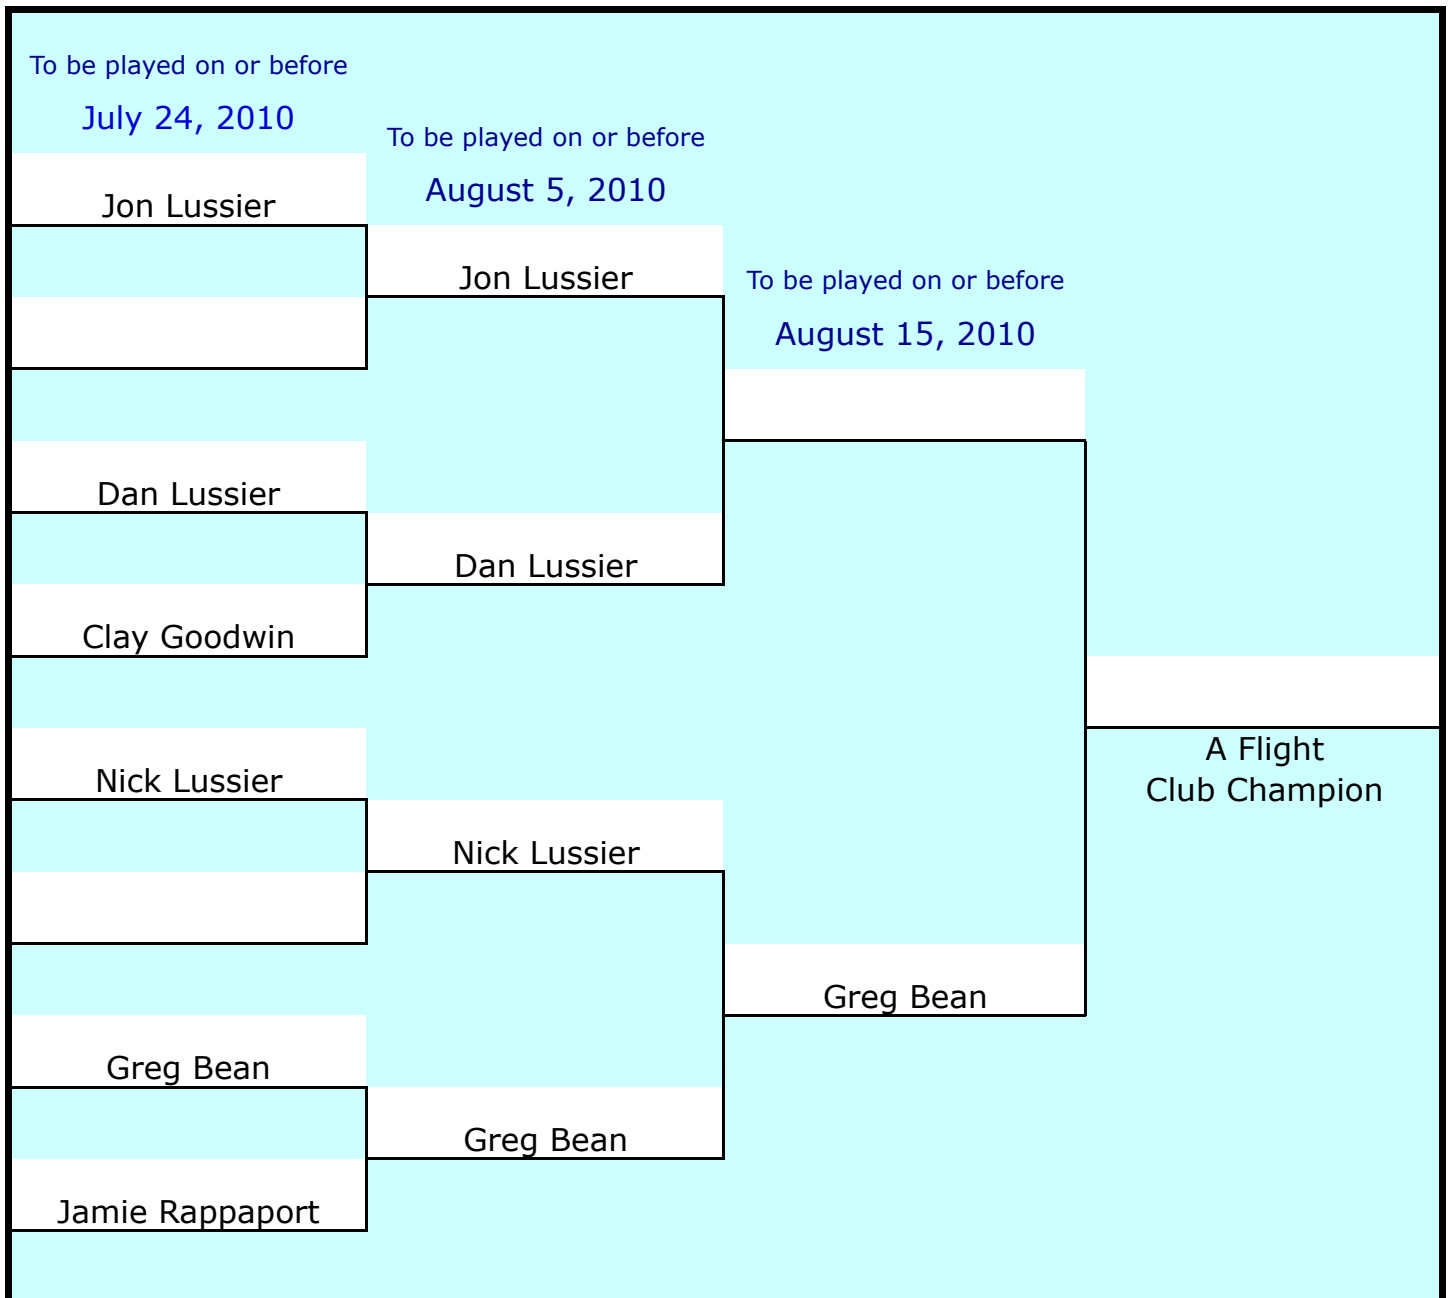 To be played on or before
July 24, 2010
To be played on or before
August 5, 2010
Jon Lussier
Jon Lussier
To be played on or before
August 15, 2010
Dan Lussier
Dan Lussier
Clay Goodwin
A Flight
Club Champion
Nick Lussier
Nick Lussier
Greg Bean
Greg Bean
Greg Bean
Jamie Rappaport